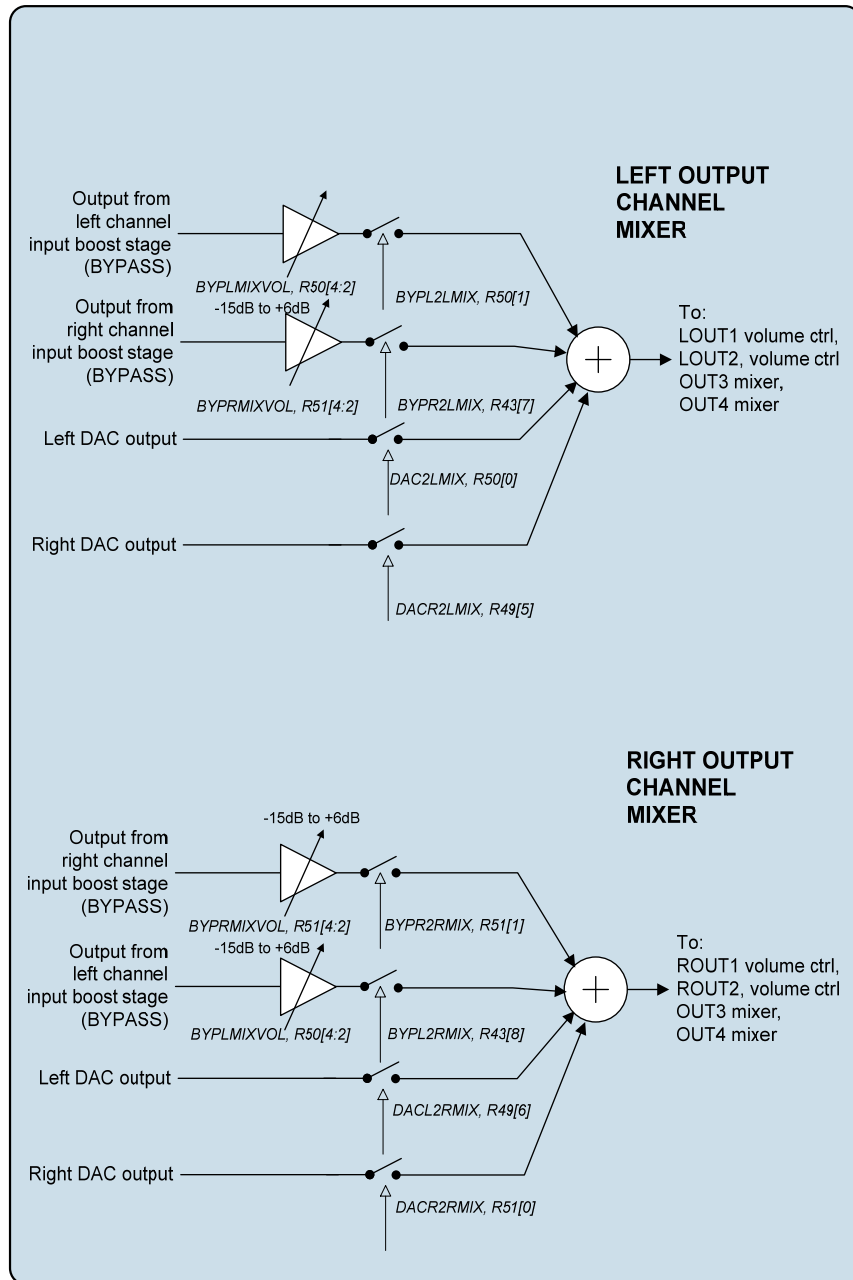 LEFT OUTPUT
CHANNEL
MIXER
Output from
left channel
input boost stage
(BYPASS)
BYPLMIXVOL, R50[4:2]
BYPL2LMIX, R50[1]
Output from
right channel
input boost stage
(BYPASS)
-15dB to +6dB
BYPRMIXVOL, R51[4:2]
BYPR2LMIX, R43[7]
To:
LOUT1 volume ctrl,
LOUT2, volume ctrl
OUT3 mixer,
OUT4 mixer
Left DAC output
DAC2LMIX, R50[0]
Right DAC output
DACR2LMIX, R49[5]
RIGHT OUTPUT
CHANNEL
MIXER
-15dB to +6dB
Output from
right channel
input boost stage
(BYPASS)
BYPRMIXVOL, R51[4:2]
BYPR2RMIX, R51[1]
Output from
left channel
input boost stage
(BYPASS)
-15dB to +6dB
BYPLMIXVOL, R50[4:2]
BYPL2RMIX, R43[8]
To:
ROUT1 volume ctrl,
ROUT2, volume ctrl
OUT3 mixer,
OUT4 mixer
Left DAC output
DACL2RMIX, R49[6]
Right DAC output
DACR2RMIX, R51[0]